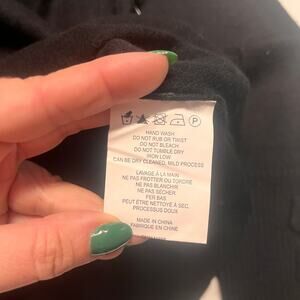 P
HAND WASH
DO NOT RUB OR TWIST
DO NOT BLEACH
DO NOT TUMBLE DRY
IRON LOW
CAN BE DRY CLEANED, MILD PROCESS
LAVAGE À LA MAIN
NE PAS FROTTER OU TORDRE
NE PAS BLANCHIR
NE PAS SÉCHER
FER BAS
PEUT ÊTRE NETTOYÉ À SEC,
PROCESSUS DOUX
MADE IN CHINA
FABRIQUE EN CHINE